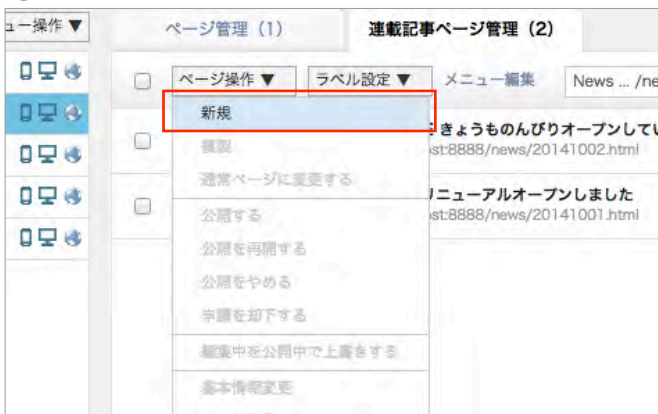 ュー操作 ▼
ページ管理（1）
連載記事ページ管理（2）
ページ操作 ▼
ラベル設定 ▼
メニュー編集
News ... /ne
新規
きょうものんびりオープンしてい
st:8888/news/20141002.html
複製
通常ページに変更する
リニューアルオープンしました
st:8888/news/20141001.html
公開する
公開を再開する
公開をやめる
申請を却下する
編集中を公開中で上書きする
基本情報変更